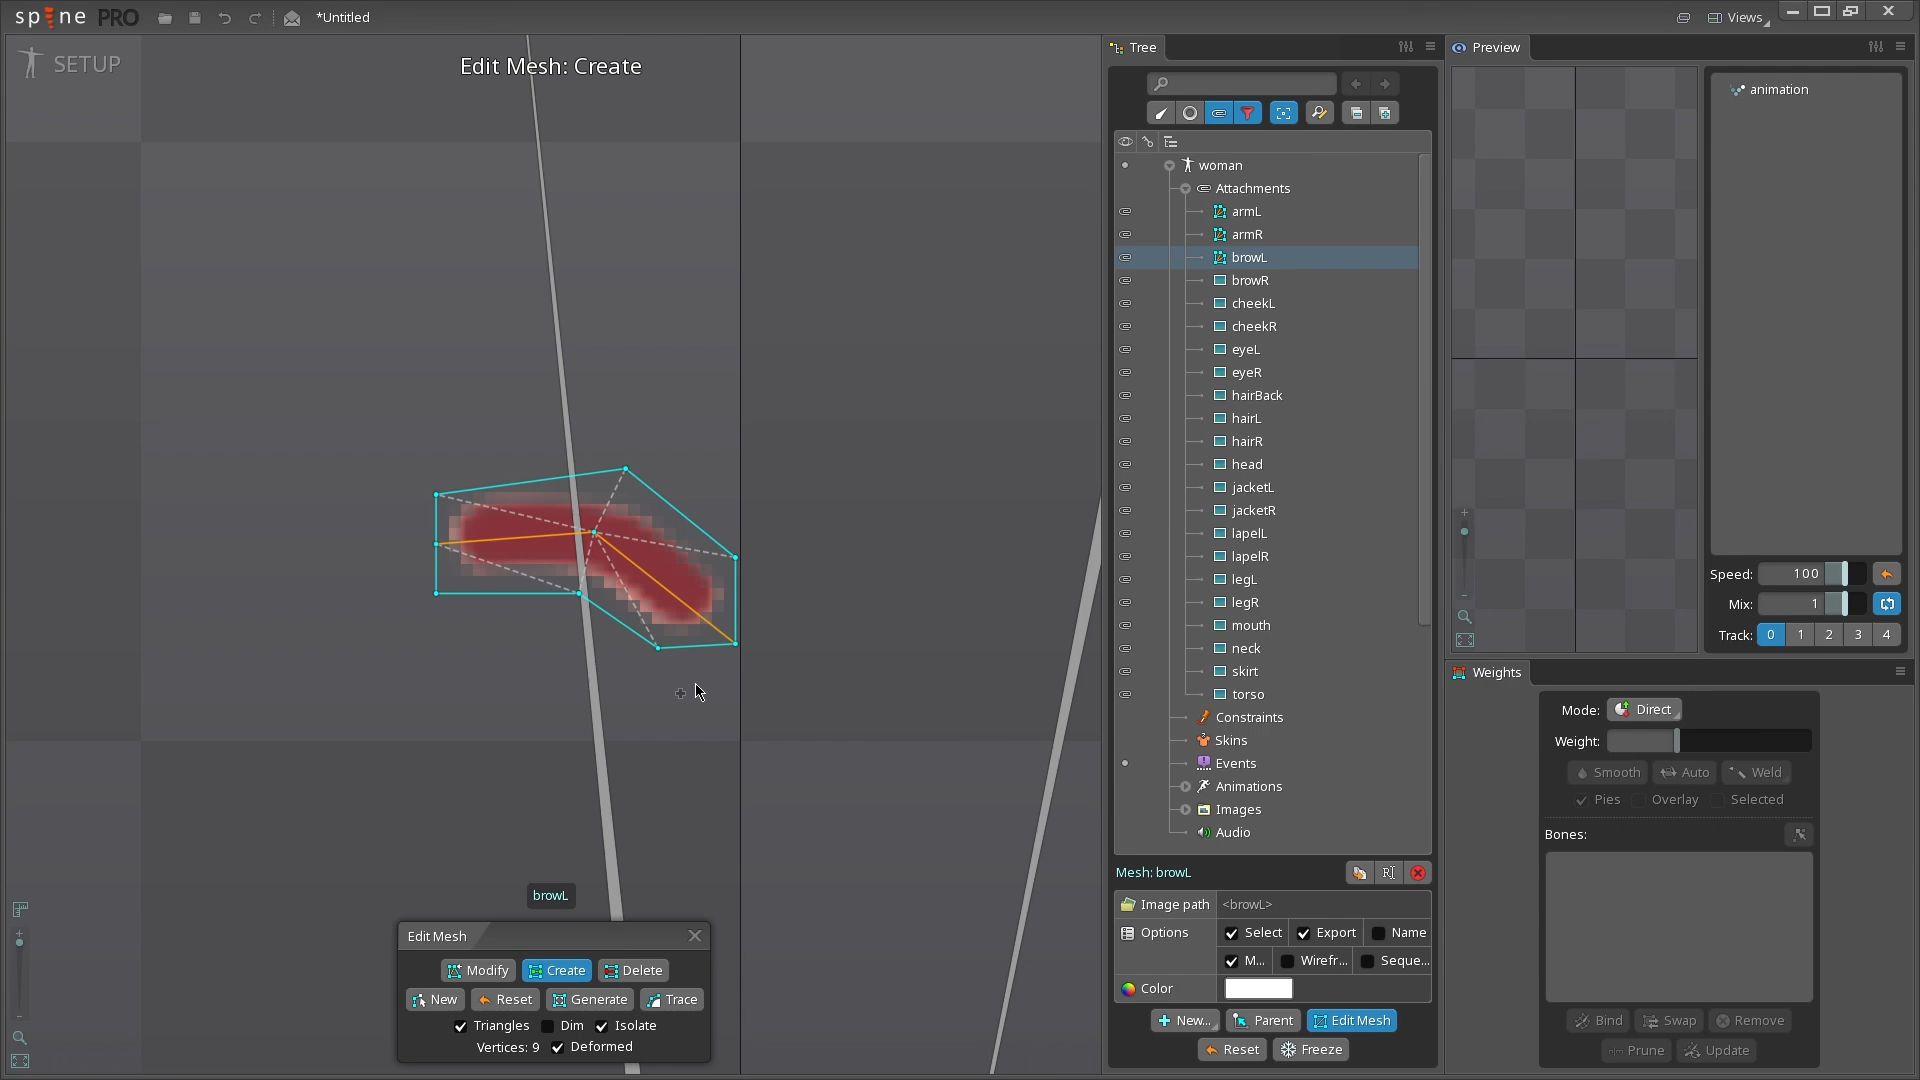 spine PRO
*Untitled
Views
SETUP
Edit Mesh: Create
browL
Edit Mesh
Modify
Create
Delete
New
Reset
Generate
Trace
Triangles
Dim
Isolate
Vertices: 9
Deformed
Tree
woman
Attachments
armL
armR
browL
browR
cheekL
cheekR
eyeL
eyeR
hairBack
hairL
hairR
head
jacketL
jacketR
lapelL
lapelR
legL
legR
mouth
neck
skirt
torso
Constraints
Skins
Events
Animations
Images
Audio
Mesh: browL
Image path
<browL>
Options
Select
Export
Name
M...
Wirefr...
Seque...
Color
New...
Parent
Edit Mesh
Reset
Freeze
Preview
animation
Speed:
100
Mix:
1
Track:
0
1
2
3
4
Weights
Mode:
Direct
Weight:
Smooth
Auto
Weld
Pies
Overlay
Selected
Bones:
Bind
Swap
Remove
Prune
Update